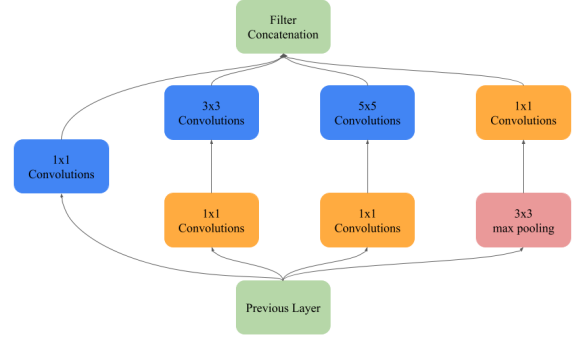 Filter
Concatenation
3x3
Convolutions
5x5
Convolutions
1x1
Convolutions
1x1
Convolutions
1x1
Convolutions
1x1
Convolutions
3x3
max pooling
Previous Layer